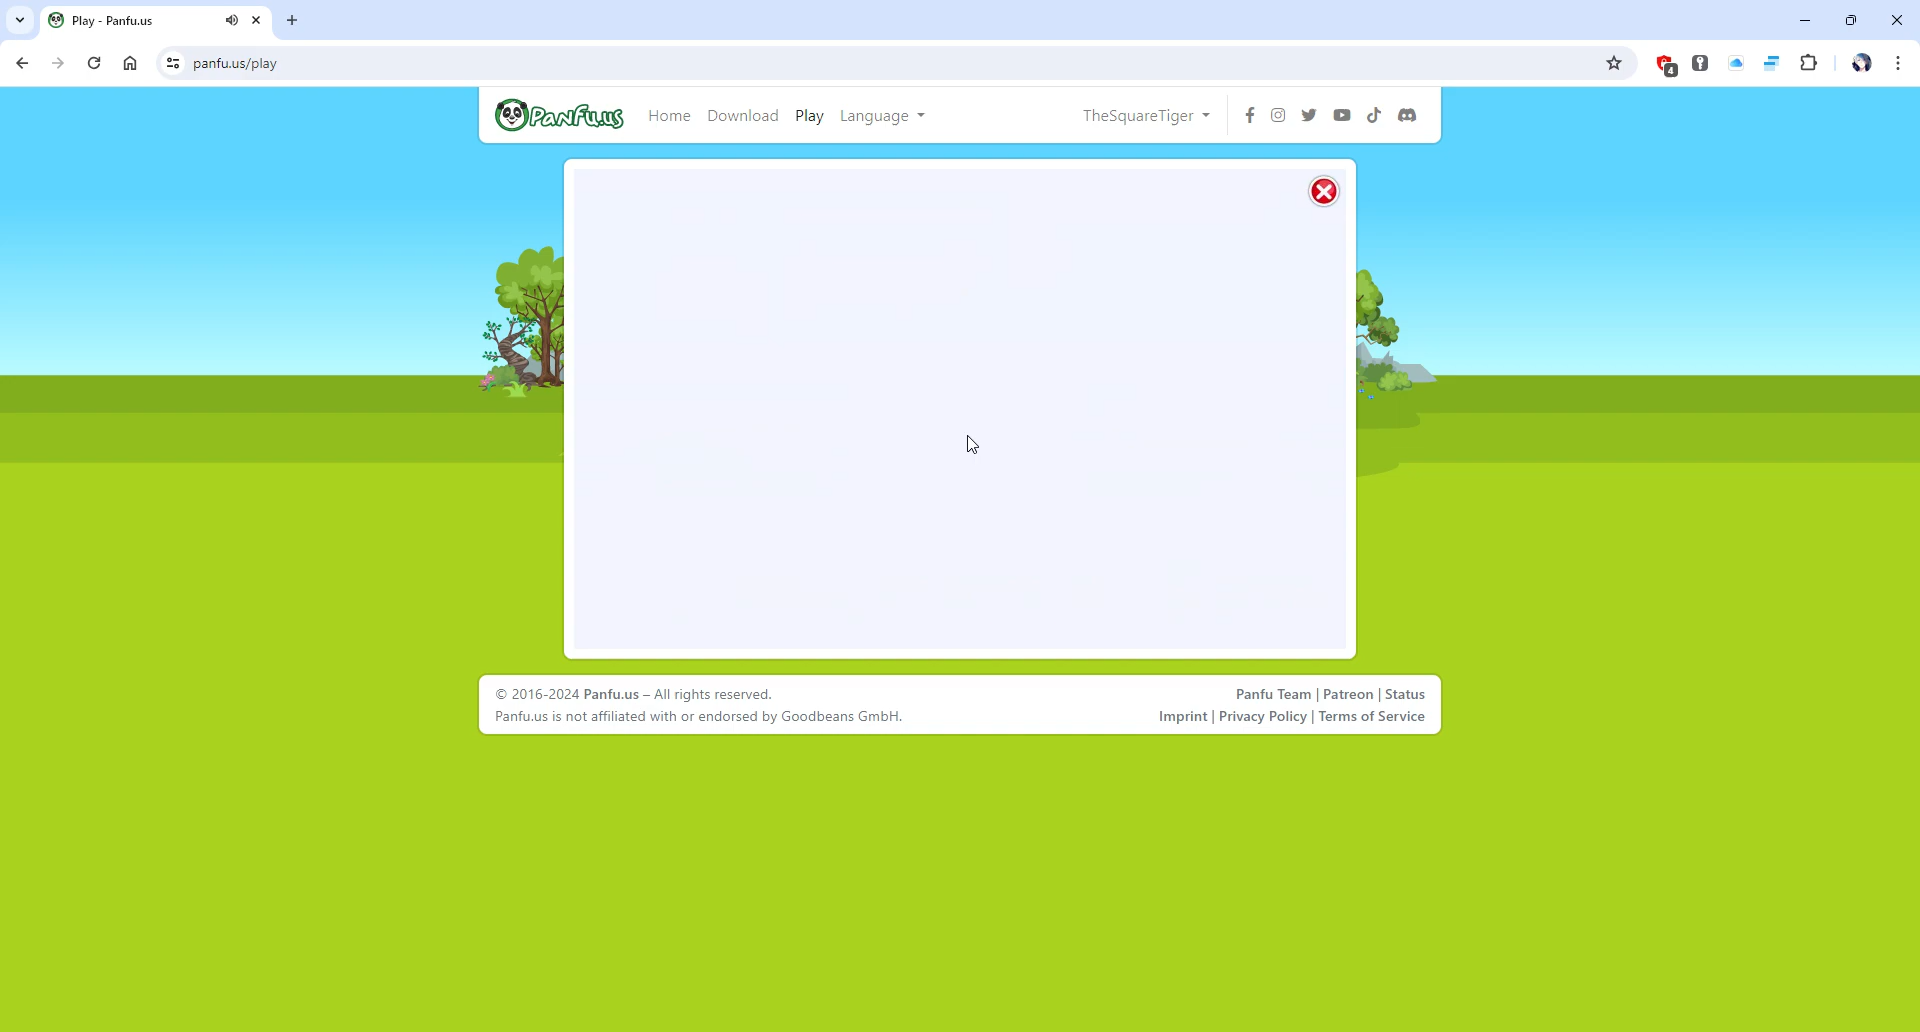 Play - Panfu.us
panfu.us/play
4
Panfu.us
Home Download Play Language TheSquareTiger
© 2016-2024 Panfu.us – All rights reserved.
Panfu.us is not affiliated with or endorsed by Goodbeans GmbH.
Panfu Team | Patreon | Status
Imprint | Privacy Policy | Terms of Service